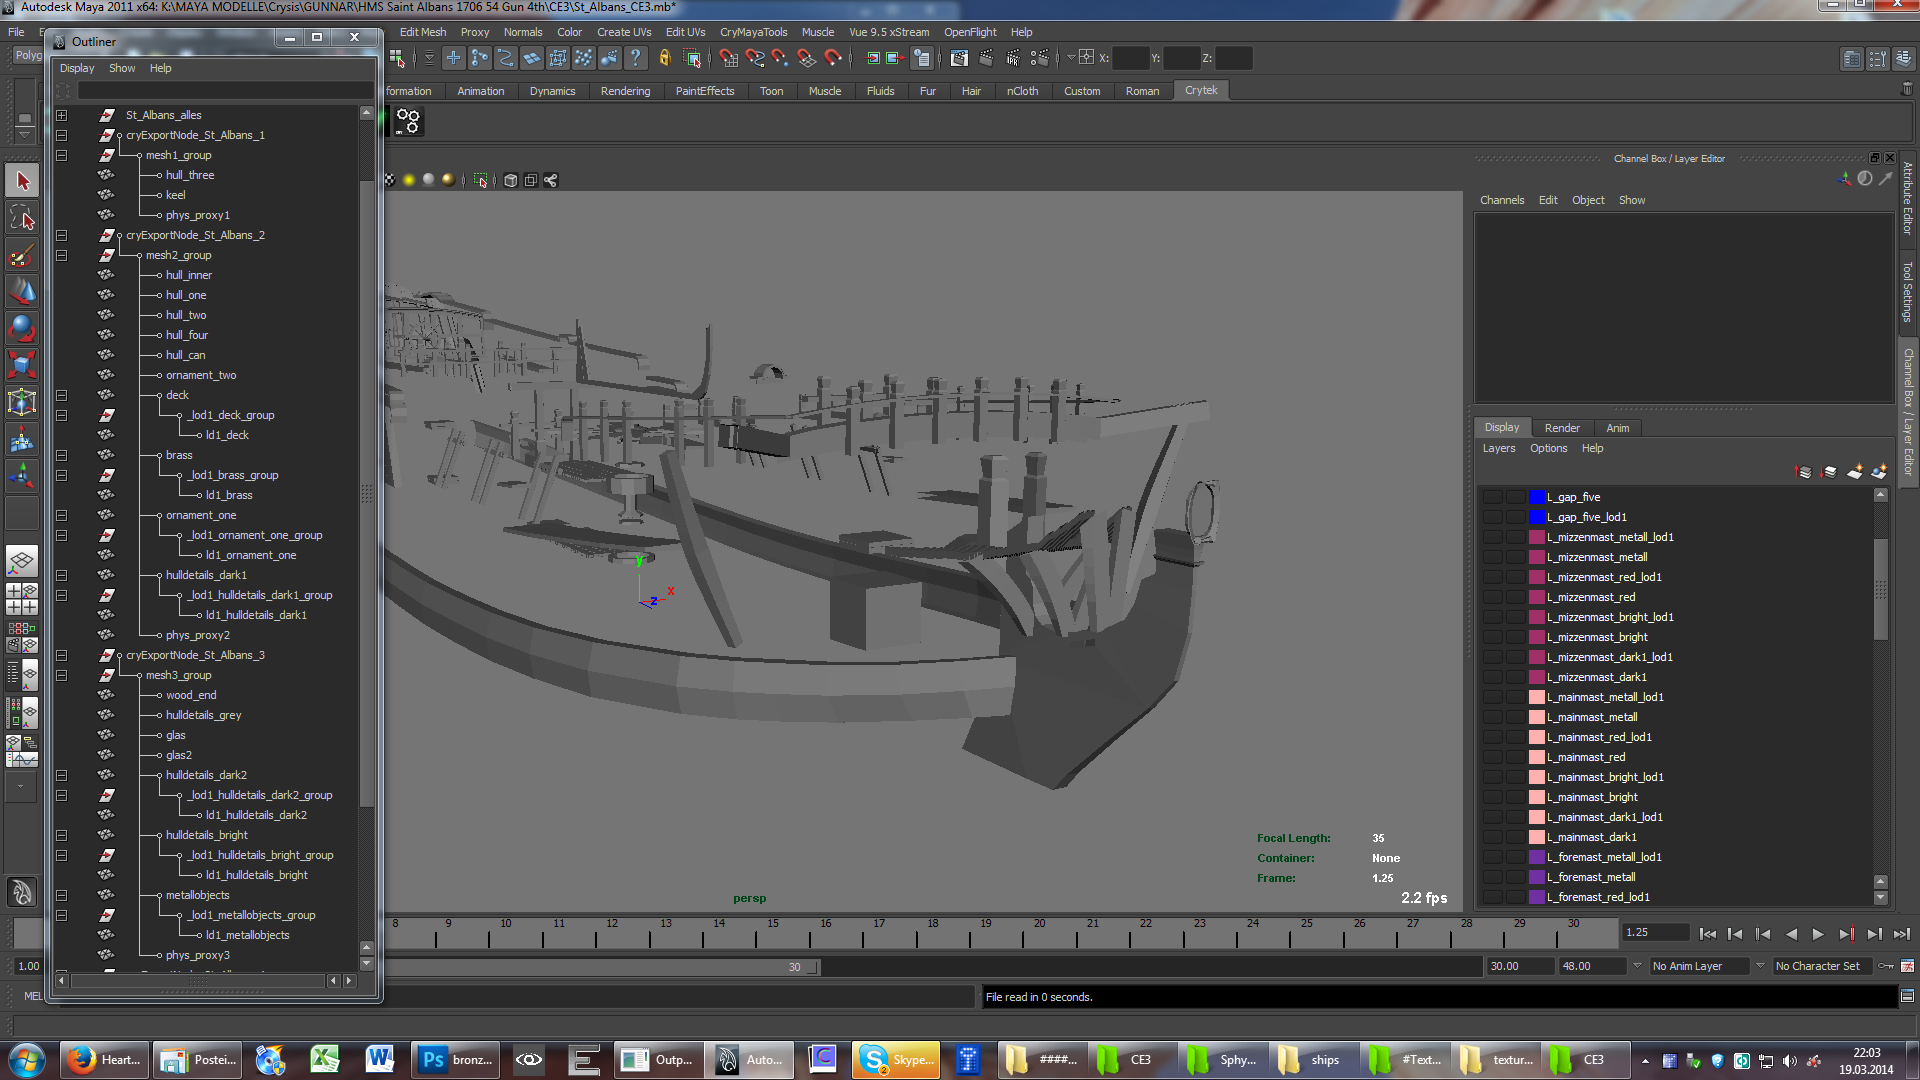 Autodesk Maya 2011 x64: K:\MAYA MODELLE\Crysis\GUNNAR\HMS Saint Albans 1706 54 Gun 4th\CE3\St_Albans_CE3.mb*
File
Edit Mesh Proxy Normals Color Create UVs Edit UVs CryMayaTools Muscle Vue 9.5 xStream OpenFlight Help
Outliner
Polyg
X: Y: Z:
Display Show Help
formation Animation Dynamics Rendering PaintEffects Toon Muscle Fluids Fur Hair nCloth Custom Roman Crytek
St_Albans_alles
cryExportNode_St_Albans_1
mesh1_group
hull_three
keel
phys_proxy1
cryExportNode_St_Albans_2
mesh2_group
hull_inner
hull_one
hull_two
hull_four
hull_can
ornament_two
deck
_lod1_deck_group
ld1_deck
brass
_lod1_brass_group
ld1_brass
ornament_one
_lod1_ornament_one_group
ld1_ornament_one
hulldetails_dark1
_lod1_hulldetails_dark1_group
ld1_hulldetails_dark1
phys_proxy2
cryExportNode_St_Albans_3
mesh3_group
wood_end
hulldetails_grey
glas
glas2
hulldetails_dark2
_lod1_hulldetails_dark2_group
ld1_hulldetails_dark2
hulldetails_bright
_lod1_hulldetails_bright_group
ld1_hulldetails_bright
metallobjects
_lod1_metallobjects_group
ld1_metallobjects
phys_proxy3
y
x
z
Focal Length: 35
Container: None
Frame: 1.25
persp
2.2 fps
Channel Box / Layer Editor
Channels Edit Object Show
Attribute Editor
Tool Settings
Channel Box / Layer Editor
Display Render Anim
Layers Options Help
L_gap_five
L_gap_five_lod1
L_mizzenmast_metall_lod1
L_mizzenmast_metall
L_mizzenmast_red_lod1
L_mizzenmast_red
L_mizzenmast_bright_lod1
L_mizzenmast_bright
L_mizzenmast_dark1_lod1
L_mizzenmast_dark1
L_mainmast_metall_lod1
L_mainmast_metall
L_mainmast_red_lod1
L_mainmast_red
L_mainmast_bright_lod1
L_mainmast_bright
L_mainmast_dark1_lod1
L_mainmast_dark1
L_foremast_metall_lod1
L_foremast_metall
L_foremast_red_lod1
8 9 10 11 12 13 14 15 16 17 18 19 20 21 22 23 24 25 26 27 28 29 30
1.25
1.00 30 30.00 48.00 No Anim Layer No Character Set
MEL
File read in 0 seconds.
Heart... Postei... Ps bronz... Outp... Auto... Skype... ####... CE3 Sphy... ships #Text... textur... CE3
22:03
19.03.2014